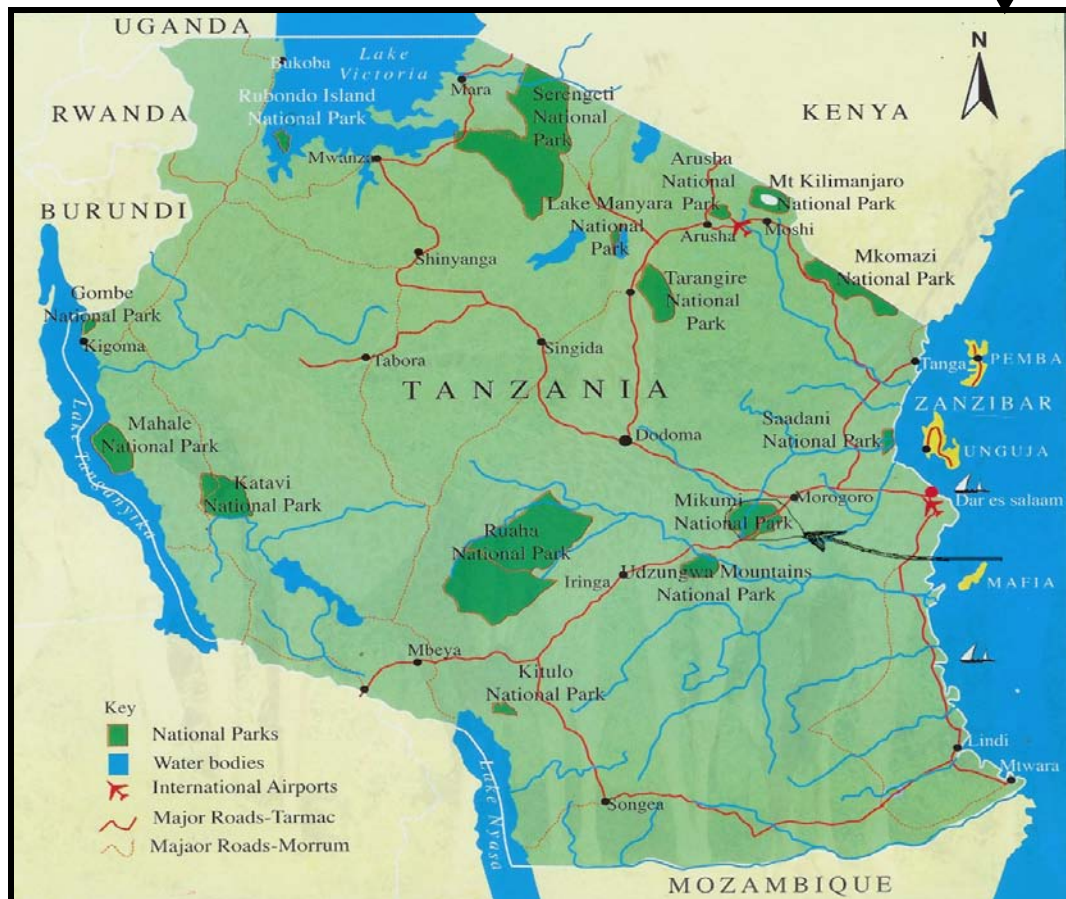 UGANDA
N
Lake
Victoria
Bukoba
Mara
Rubondo Island
National Park
Serengeti
National
Park
RWANDA
KENYA
Mwanza
Arusha
National
Park
Mt Kilimanjaro
National Park
BURUNDI
Lake Manyara
National
Park
Arusha
Moshi
Shinyanga
Mkomazi
National Park
Tarangire
National
Park
Gombe
National Park
Kigoma
Singida
Tabora
Tanga
PEMBA
TANZANIA
ZANZIBAR
Mahale
National Park
Saadani
National Park
Dodoma
UNGUJA
Lake Tanganyika
Katavi
National Park
Mikumi
National Park
Morogoro
Dar es salaam
Ruaha
National Park
Iringa
Udzungwa Mountains
National Park
MAFIA
Mbeya
Kitulo
National Park
Key
National Parks
Water bodies
International Airports
Major Roads-Tarmac
Majaor Roads-Morrum
Lake Nyasa
Lindi
Mtwara
Songea
MOZAMBIQUE